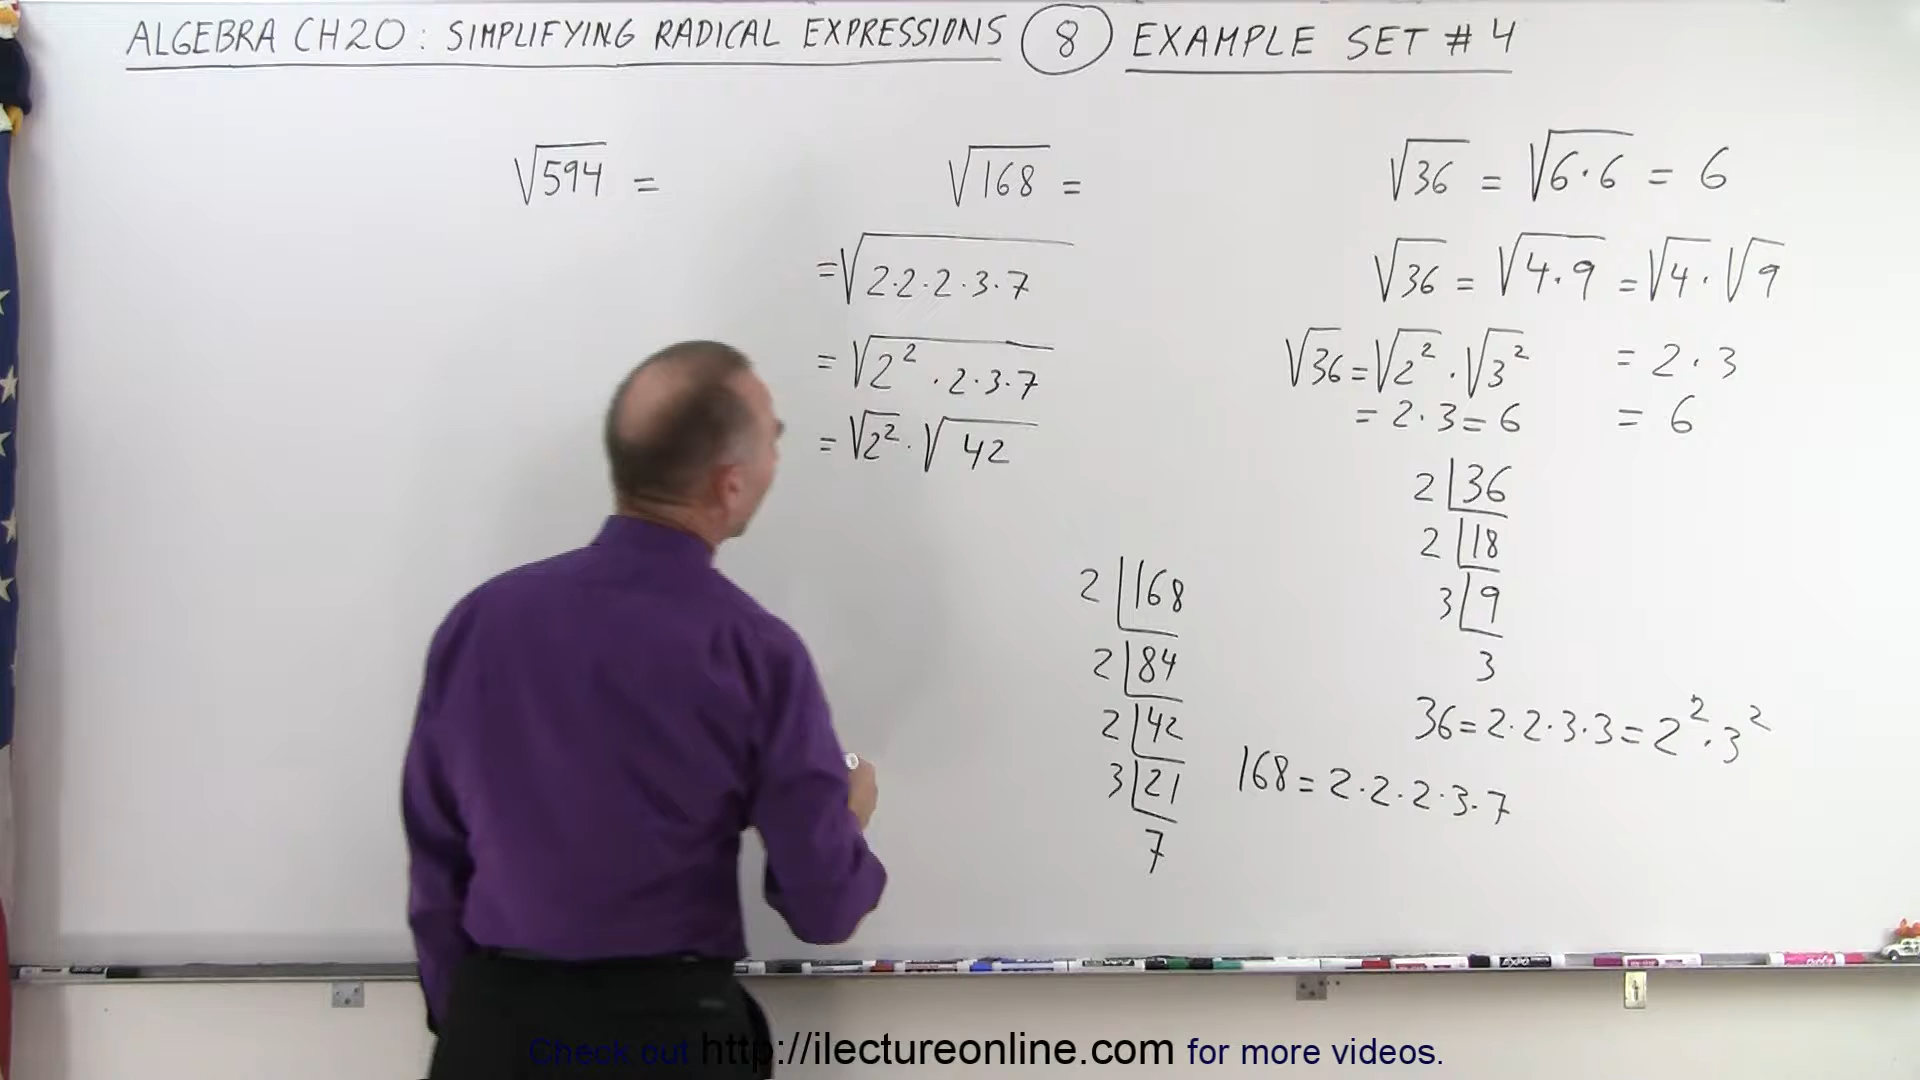 ALGEBRA CH20: SIMPLIFYING RADICAL EXPRESSIONS 8 EXAMPLE SET # 4
√594 =
√168 =
= √2·2·2·3·7
= √2² · 2·3·7
= √2² · √42
2 168
2 84
2 42
3 21
7
√36 = √6·6 = 6
√36 = √4·9 = √4 · √9
= 2 · 3
= 6
√36 = √2² · √3²
= 2 · 3 = 6
2 36
2 18
3 9
3
36 = 2·2·3·3 = 2² · 3²
168 = 2·2·2·3·7
Check out http://ilectureonline.com for more videos.